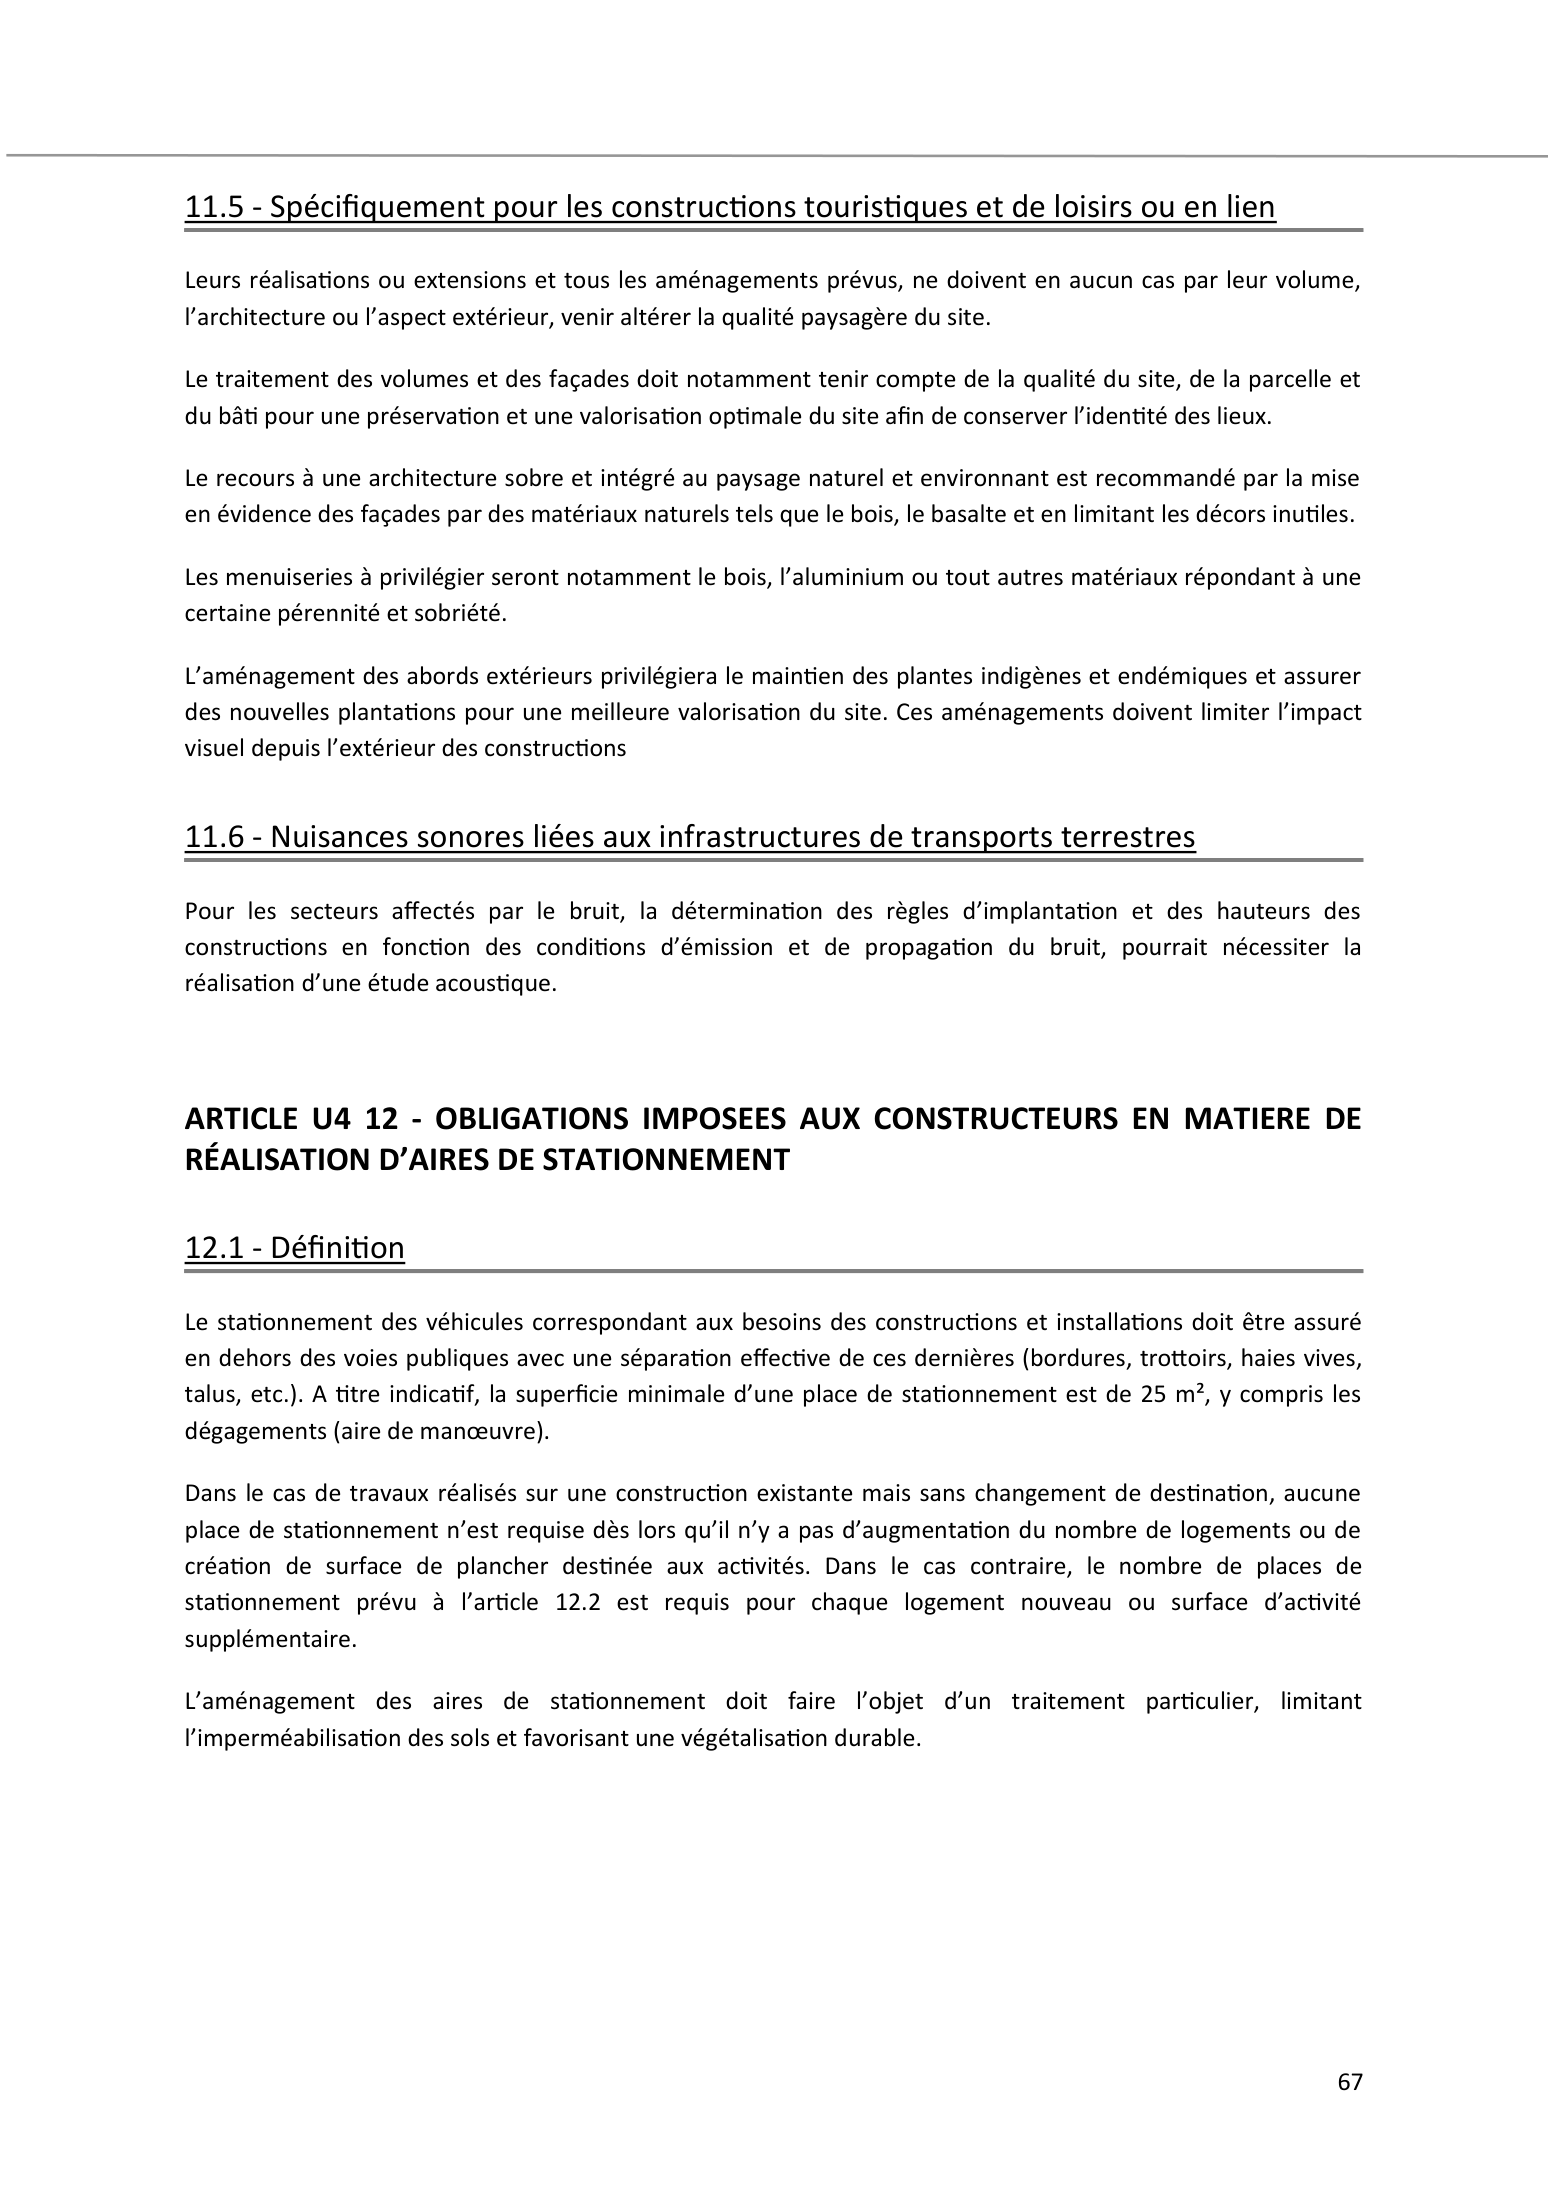 11.5 - Spécifiquement pour les constructions touristiques et de loisirs ou en lien
Leurs réalisations ou extensions et tous les aménagements prévus, ne doivent en aucun cas par leur volume,
l’architecture ou l’aspect extérieur, venir altérer la qualité paysagère du site.
Le traitement des volumes et des façades doit notamment tenir compte de la qualité du site, de la parcelle et
du bâti pour une préservation et une valorisation optimale du site afin de conserver l’identité des lieux.
Le recours à une architecture sobre et intégré au paysage naturel et environnant est recommandé par la mise
en évidence des façades par des matériaux naturels tels que le bois, le basalte et en limitant les décors inutiles.
Les menuiseries à privilégier seront notamment le bois, l’aluminium ou tout autres matériaux répondant à une
certaine pérennité et sobriété.
L’aménagement des abords extérieurs privilégiera le maintien des plantes indigènes et endémiques et assurer
des nouvelles plantations pour une meilleure valorisation du site. Ces aménagements doivent limiter l’impact
visuel depuis l’extérieur des constructions
11.6 - Nuisances sonores liées aux infrastructures de transports terrestres
Pour les secteurs affectés par le bruit, la détermination des règles d’implantation et des hauteurs des
constructions en fonction des conditions d’émission et de propagation du bruit, pourrait nécessiter la
réalisation d’une étude acoustique.
ARTICLE U4 12 - OBLIGATIONS IMPOSEES AUX CONSTRUCTEURS EN MATIERE DE
RÉALISATION D’AIRES DE STATIONNEMENT
12.1 - Définition
Le stationnement des véhicules correspondant aux besoins des constructions et installations doit être assuré
en dehors des voies publiques avec une séparation effective de ces dernières (bordures, trottoirs, haies vives,
talus, etc.). A titre indicatif, la superficie minimale d’une place de stationnement est de 25 m², y compris les
dégagements (aire de manœuvre).
Dans le cas de travaux réalisés sur une construction existante mais sans changement de destination, aucune
place de stationnement n’est requise dès lors qu’il n’y a pas d’augmentation du nombre de logements ou de
création de surface de plancher destinée aux activités. Dans le cas contraire, le nombre de places de
stationnement prévu à l’article 12.2 est requis pour chaque logement nouveau ou surface d’activité
supplémentaire.
L’aménagement des aires de stationnement doit faire l’objet d’un traitement particulier, limitant
l’imperméabilisation des sols et favorisant une végétalisation durable.
67